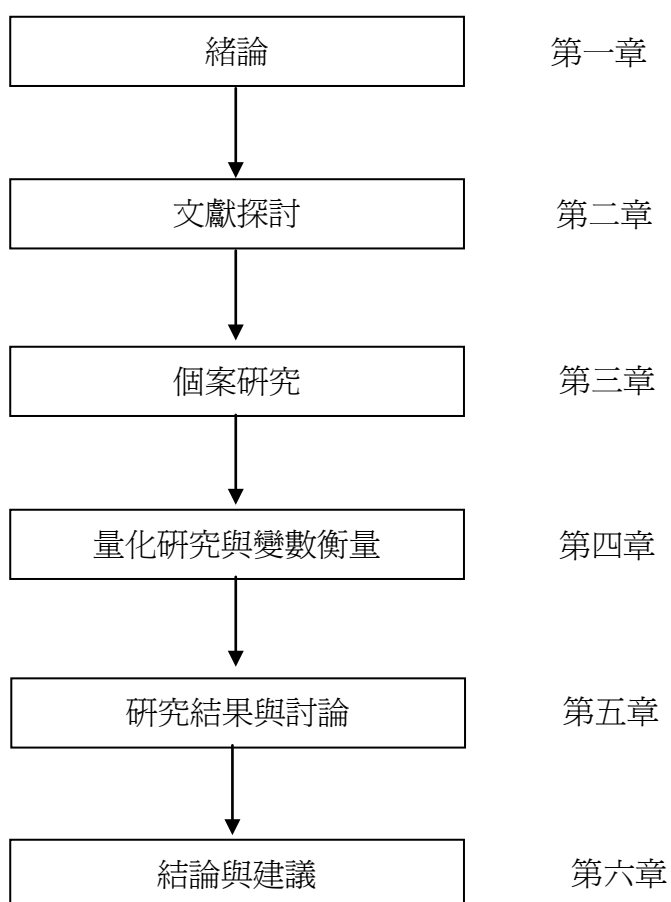 緒論 第一章
文獻探討 第二章
個案研究 第三章
量化研究與變數衡量 第四章
研究結果與討論 第五章
結論與建議 第六章